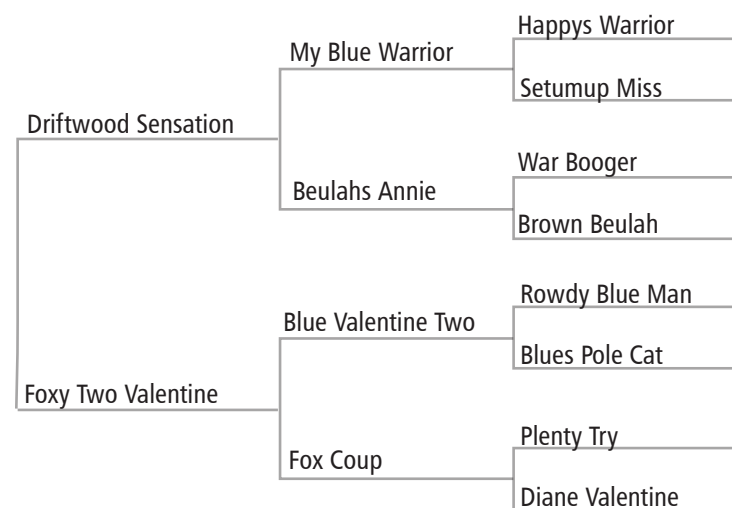 Happys Warrior
My Blue Warrior
Setumup Miss
Driftwood Sensation
War Booger
Beulahs Annie
Brown Beulah
Rowdy Blue Man
Blue Valentine Two
Blues Pole Cat
Foxy Two Valentine
Plenty Try
Fox Coup
Diane Valentine